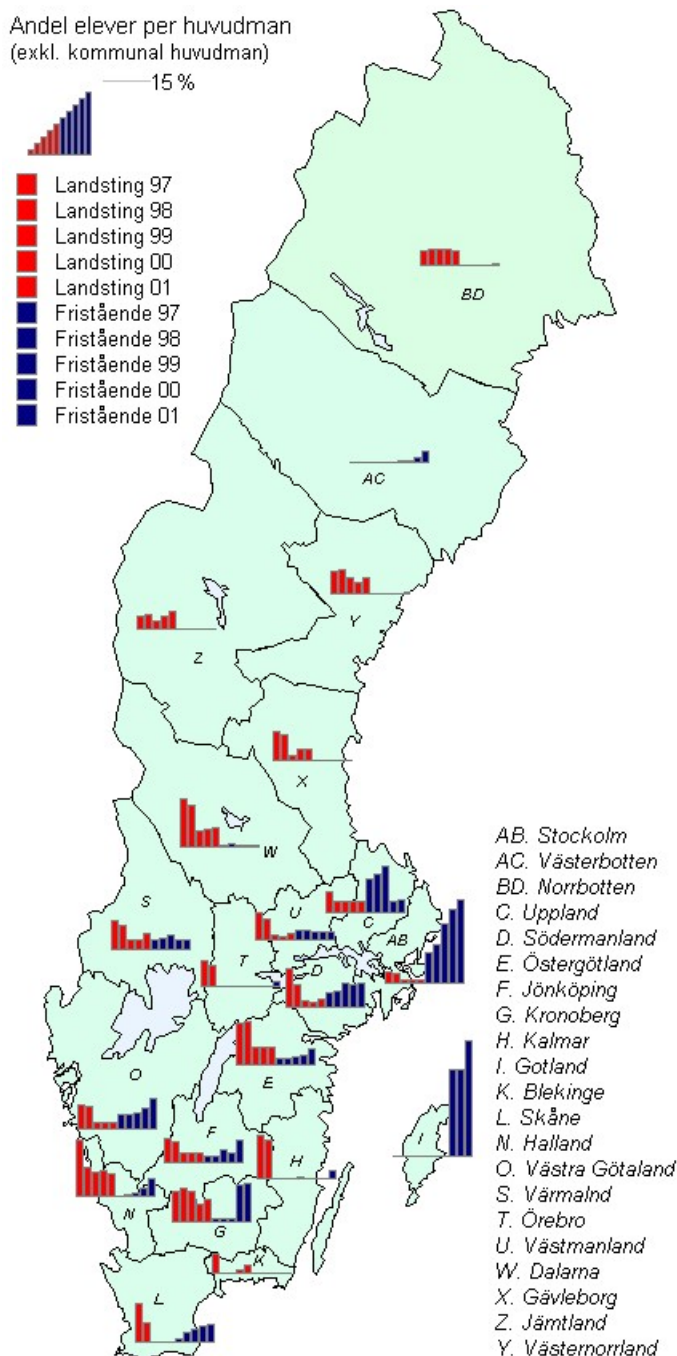 Andel elever per huvudman
(exkl. kommunal huvudman)
15 %
Landsting 97
Landsting 98
Landsting 99
Landsting 00
Landsting 01
Fristående 97
Fristående 98
Fristående 99
Fristående 00
Fristående 01
BD
AC
Y
Z
X
W
S
U
C
AB
T
D
E
O
F
H
I
N
G
K
L
AB. Stockolm
AC. Västerbotten
BD. Norrbotten
C. Uppland
D. Södermanland
E. Östergötland
F. Jönköping
G. Kronoberg
H. Kalmar
I. Gotland
K. Blekinge
L. Skåne
N. Halland
O. Västra Götaland
S. Värmalnd
T. Örebro
U. Västmanland
W. Dalarna
X. Gävleborg
Z. Jämtland
Y. Västernorrland